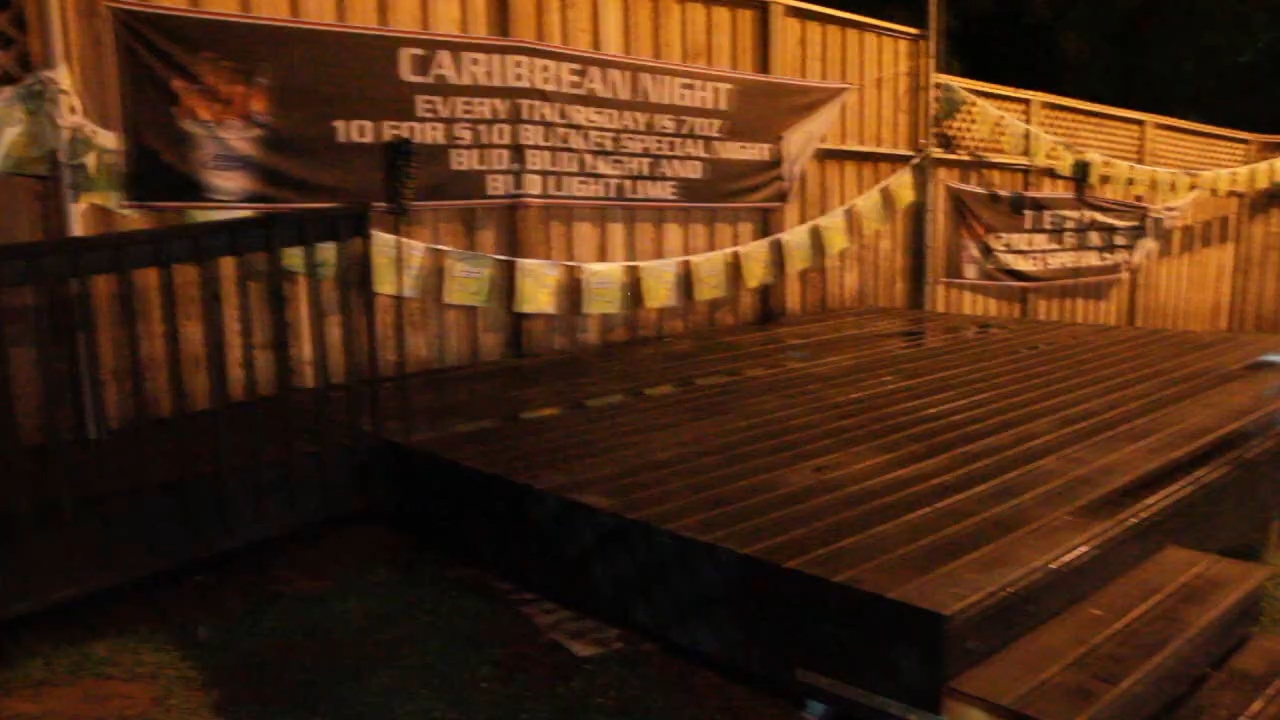 CARIBBEAN NIGHT
EVERY THURSDAY IS 7OZ
10 FOR $10 BUCKET SPECIAL NIGHT
BUD, BUD LIGHT AND
BUD LIGHT LIME
LET'S